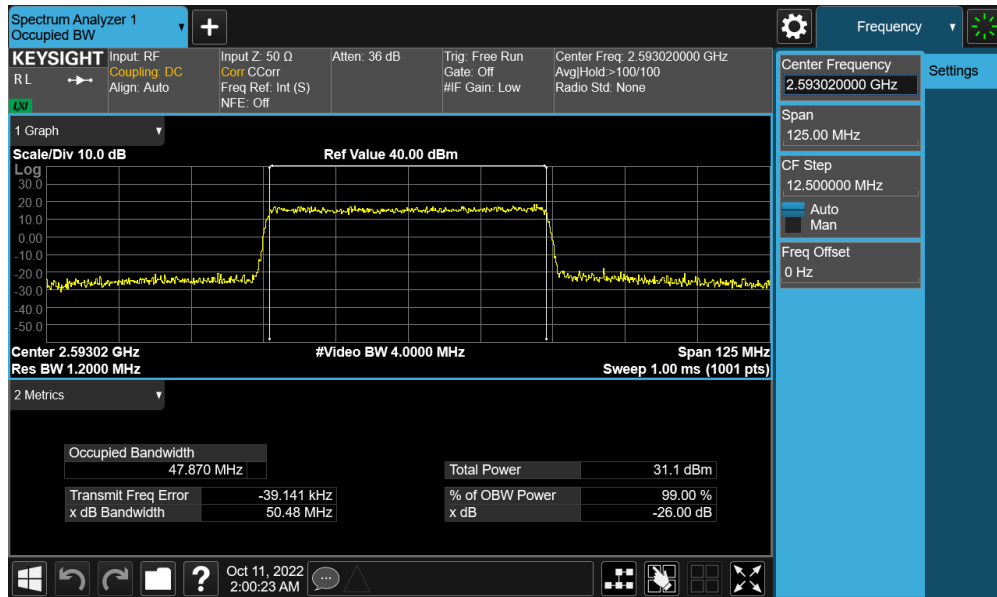 Spectrum Analyzer 1
Occupied BW
Frequency
KEYSIGHT
R L
LXI
Input: RF
Coupling: DC
Align: Auto
Input Z: 50 Ω
Corr CCorr
Freq Ref: Int (S)
NFE: Off
Atten: 36 dB
Trig: Free Run
Gate: Off
#IF Gain: Low
Center Freq: 2.593020000 GHz
Avg|Hold:>100/100
Radio Std: None
Center Frequency
2.593020000 GHz
Settings
Span
125.00 MHz
CF Step
12.500000 MHz
Auto
Man
Freq Offset
0 Hz
1 Graph
Scale/Div 10.0 dB
Ref Value 40.00 dBm
Log
30.0
20.0
10.0
0.00
-10.0
-20.0
-30.0
-40.0
-50.0
Center 2.59302 GHz
#Video BW 4.0000 MHz
Span 125 MHz
Res BW 1.2000 MHz
Sweep 1.00 ms (1001 pts)
2 Metrics
Occupied Bandwidth
47.870 MHz
Total Power 31.1 dBm
Transmit Freq Error -39.141 kHz
% of OBW Power 99.00 %
x dB Bandwidth 50.48 MHz
x dB -26.00 dB
?
Oct 11, 2022
2:00:23 AM